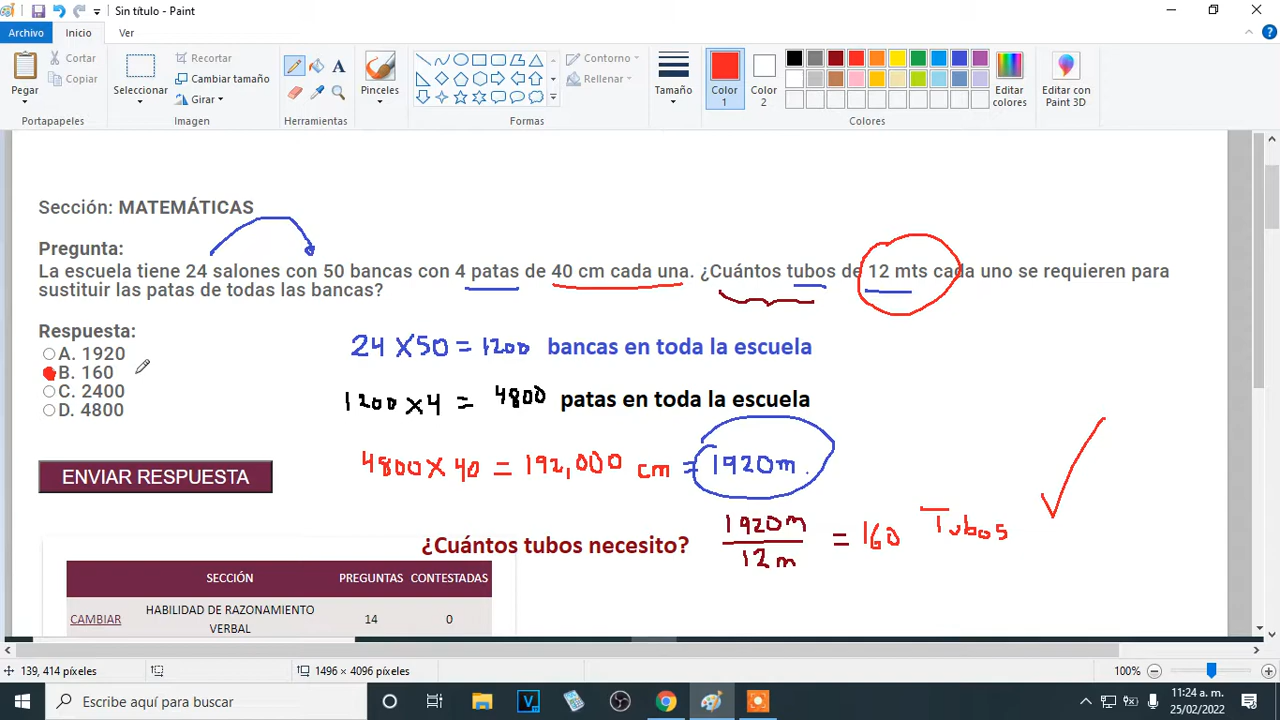 Sin título - Paint
Archivo Inicio Ver
Pegar Cortar Copiar Seleccionar Recortar Cambiar tamaño Girar Pinceles Contorno Rellenar Tamaño Color 1 Color 2 Editar colores Editar con Paint 3D
Portapapeles Imagen Herramientas Formas Colores
Sección: MATEMÁTICAS
Pregunta:
La escuela tiene 24 salones con 50 bancas con 4 patas de 40 cm cada una. ¿Cuántos tubos de 12 mts cada uno se requieren para
sustituir las patas de todas las bancas?
Respuesta:
A. 1920
B. 160
C. 2400
D. 4800
24 X 50 = 1200 bancas en toda la escuela
1200 x 4 = 4800 patas en toda la escuela
4800 X 40 = 192,000 cm = 1920m.
ENVIAR RESPUESTA
¿Cuántos tubos necesito? 1920m / 12m = 160 Tubos
SECCIÓN PREGUNTAS CONTESTADAS
CAMBIAR HABILIDAD DE RAZONAMIENTO VERBAL 14 0
139, 414 píxeles 1496 × 4096 píxeles 100%
Escribe aquí para buscar
11:24 a. m.
25/02/2022